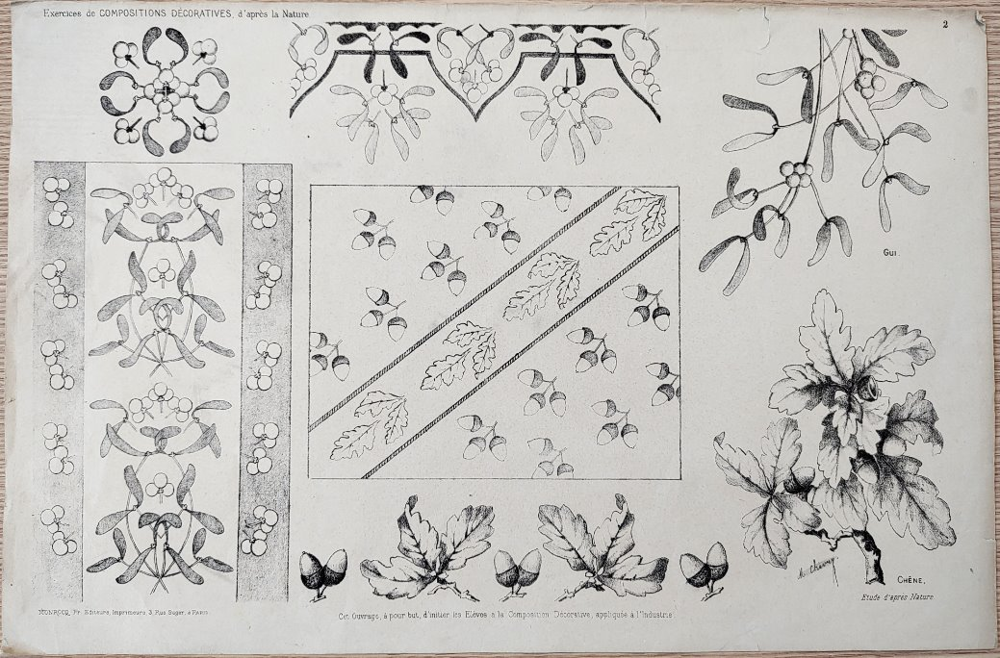 Exercices de COMPOSITIONS DÉCORATIVES, d'après la Nature
2
Gui.
CHÊNE.
Etude d'après Nature
MONROCQ, Fr. Editeurs, Imprimeurs, 3, Rue Suger, à PARIS.
Cet Ouvrage, à pour but, d'initier les Elèves a la Composition Décorative, appliquée à l'Industrie